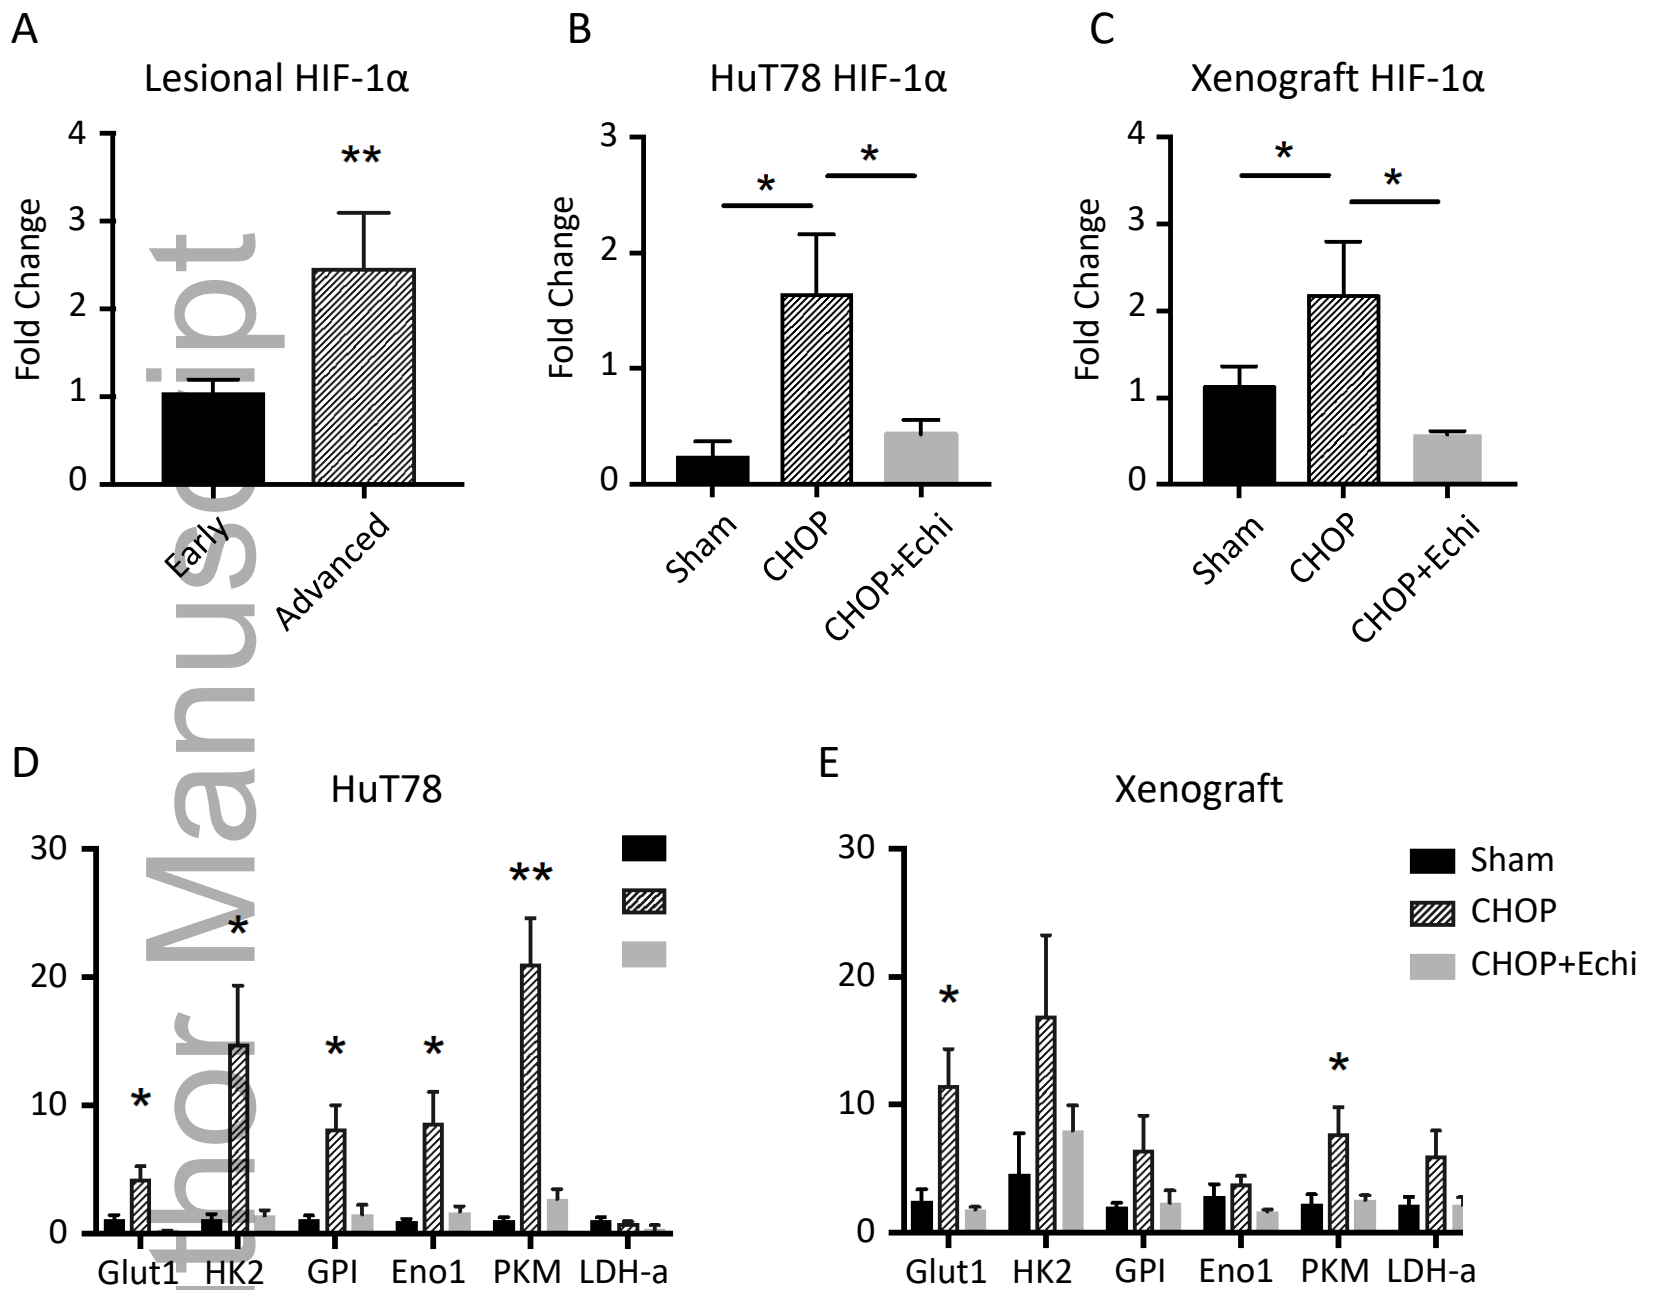 A
B
C
Lesional HIF-1α
HuT78 HIF-1α
Xenograft HIF-1α
Fold Change
4
3
2
1
0
**
Early
Advanced
Fold Change
3
2
1
0
*
*
Sham
CHOP
CHOP+Echi
Fold Change
4
3
2
1
0
*
*
Sham
CHOP
CHOP+Echi
thor Manuscript
D
E
HuT78
30
20
10
0
*
*
*
*
**
Glut1 HK2 GPI Eno1 PKM LDH-a
Xenograft
30
20
10
0
*
*
Sham
CHOP
CHOP+Echi
Glut1 HK2 GPI Eno1 PKM LDH-a